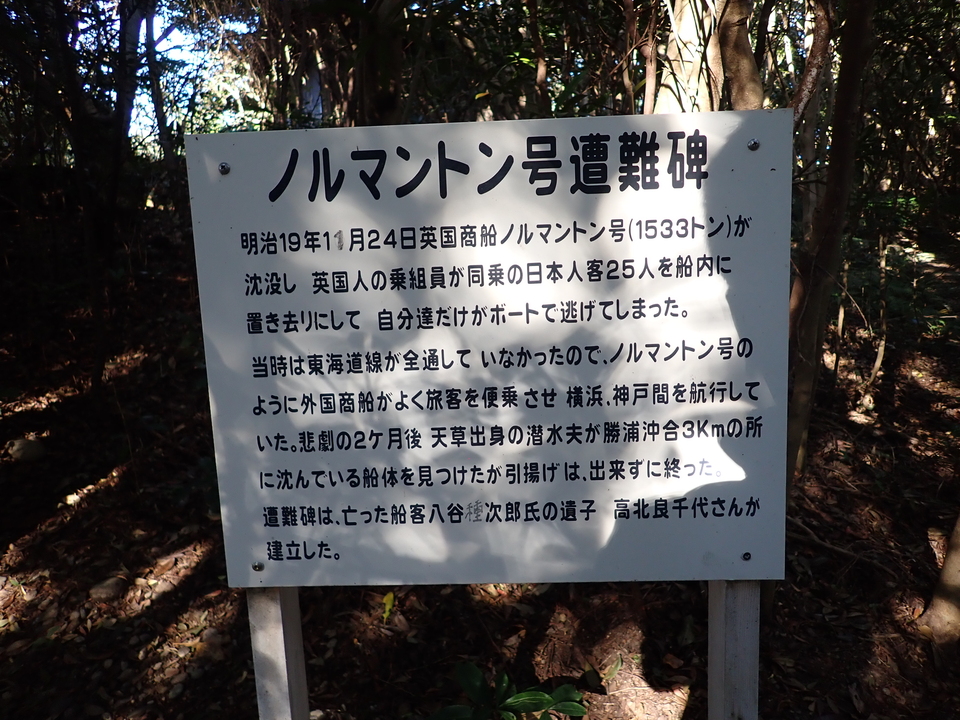 ノルマントン号遭難碑
明治19年11月24日英国商船ノルマントン号(1533トン)が
沈没し 英国人の乗組員が同乗の日本人客25人を船内に
置き去りにして 自分達だけがボートで逃げてしまった。
当時は東海道線が全通して いなかったので、ノルマントン号の
ように外国商船がよく旅客を便乗 させ 横浜、神戸間を航行して
いた。悲劇の2ケ月後 天草出身の潜水夫が勝浦沖合3Kmの所
に沈んでいる船体を見つけたが引揚げは、出来ずに終った。
遭難碑は、亡った船客八谷種次郎氏の遺子 高北良千代さんが
建立した。